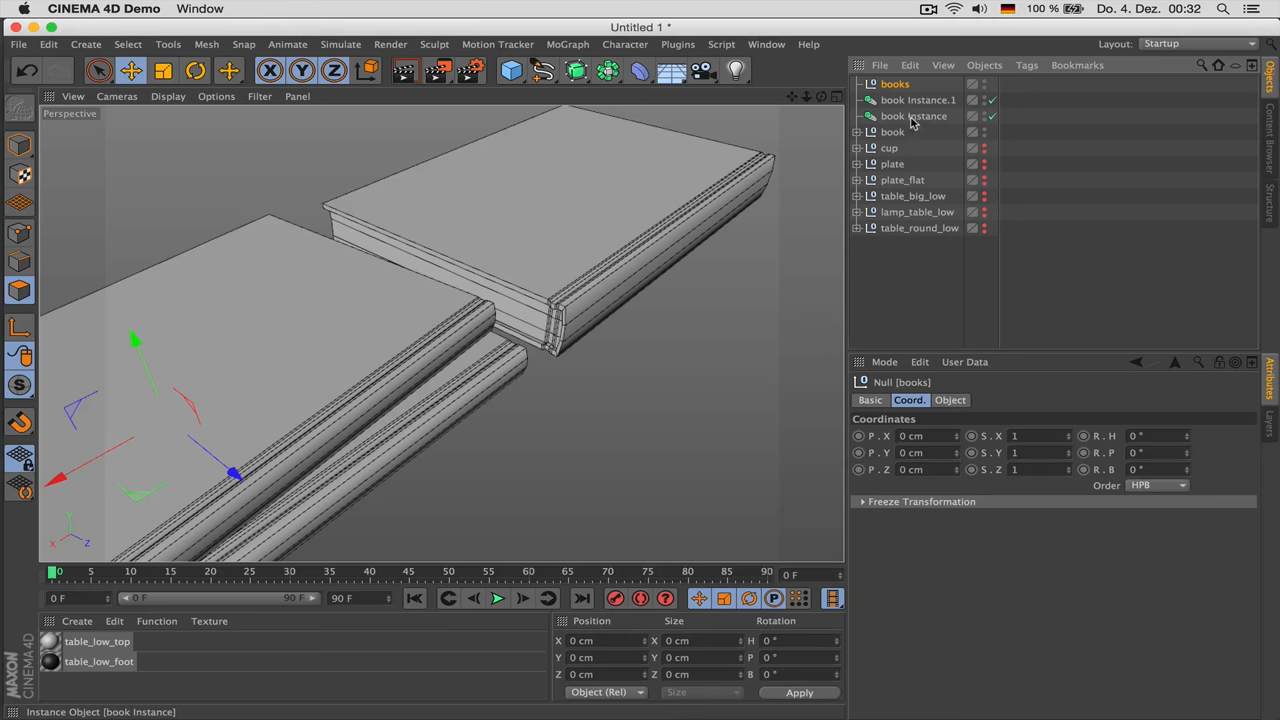 CINEMA 4D Demo Window 100 % Do. 4. Dez. 00:32
Untitled 1 *
File Edit Create Select Tools Mesh Snap Animate Simulate Render Sculpt Motion Tracker MoGraph Character Plugins Script Window Help Layout: Startup
X Y Z
File Edit View Objects Tags Bookmarks
View Cameras Display Options Filter Panel
Perspective
books
book Instance.1
book Instance
book
cup
plate
plate_flat
table_big_low
lamp_table_low
table_round_low
Objects
Content Browser
Structure
Mode Edit User Data
Null [books]
Basic Coord. Object
Coordinates
P . X 0 cm S . X 1 R . H 0 °
P . Y 0 cm S . Y 1 R . P 0 °
P . Z 0 cm S . Z 1 R . B 0 °
Order HPB
Freeze Transformation
Attributes
Layers
S
Y
X Z
0 5 10 15 20 25 30 35 40 45 50 55 60 65 70 75 80 85 90 0 F
0 F 0 F 90 F 90 F
Create Edit Function Texture
table_low_top
table_low_foot
Position Size Rotation
X 0 cm X 0 cm H 0 °
Y 0 cm Y 0 cm P 0 °
Z 0 cm Z 0 cm B 0 °
Object (Rel) Size Apply
MAXON
CINEMA 4D
Instance Object [book Instance]